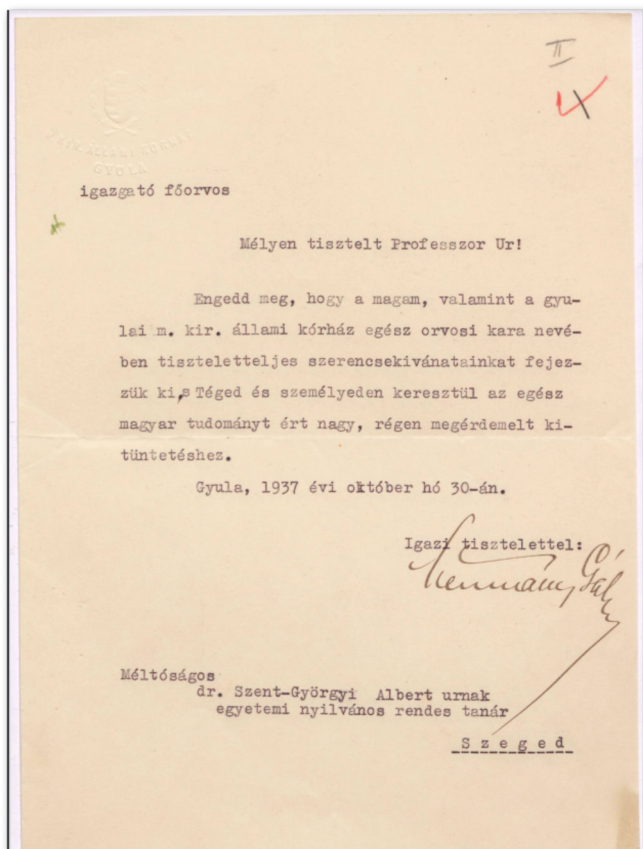 II
GYULA
igazgató főorvos
Mélyen tisztelt Professzor Ur!
Engedd meg, hogy a magam, valamint a gyu-
lai m. kir. állami kórház egész orvosi kara nevé-
ben tiszteletteljes szerencsekivánatainkat fejez-
zük ki,s Téged és személyeden keresztül az egész
magyar tudományt ért nagy, régen megérdemelt ki-
tüntetéshez.
Gyula, 1937 évi október hó 30-án.
Igazi tisztelettel:
Méltóságos
dr. Szent-Györgyi Albert urnak
egyetemi nyilvános rendes tanár
Szeged